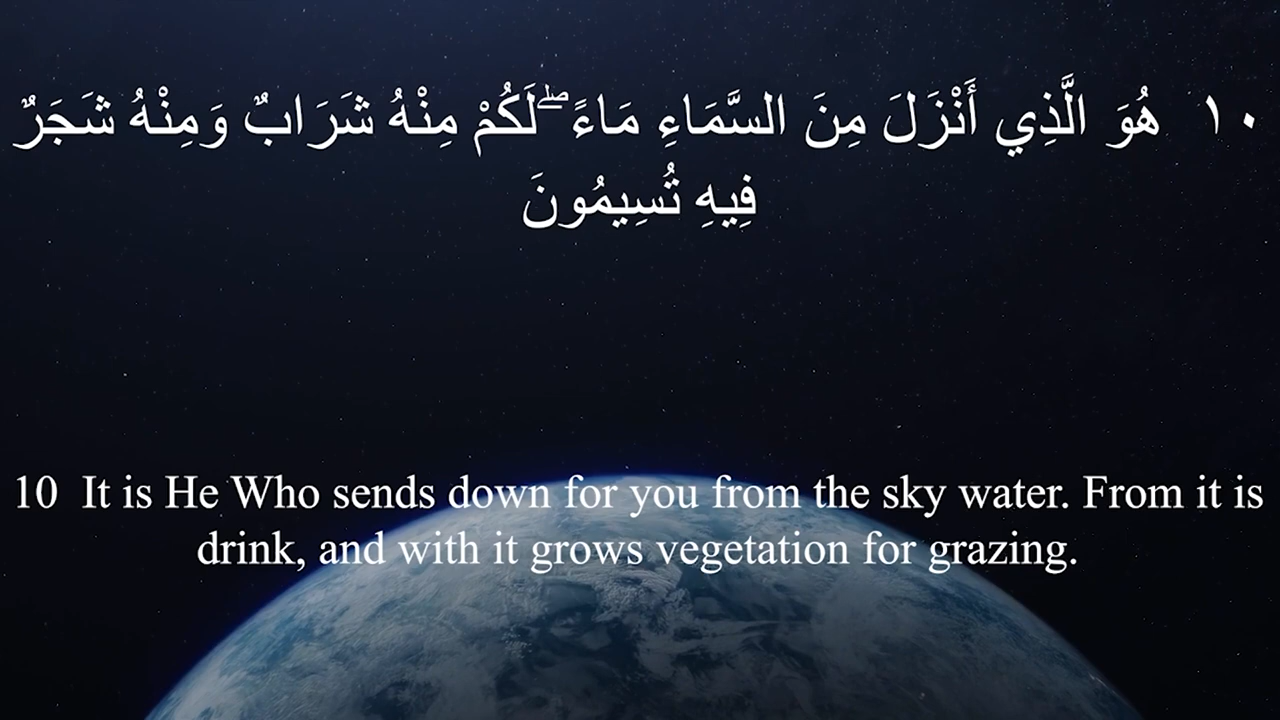 ١٠ هُوَ الَّذِي أَنْزَلَ مِنَ السَّمَاءِ مَاءً ۖ لَكُمْ مِنْهُ شَرَابٌ وَمِنْهُ شَجَرٌ
فِيهِ تُسِيمُونَ
10 It is He Who sends down for you from the sky water. From it is
drink, and with it grows vegetation for grazing.